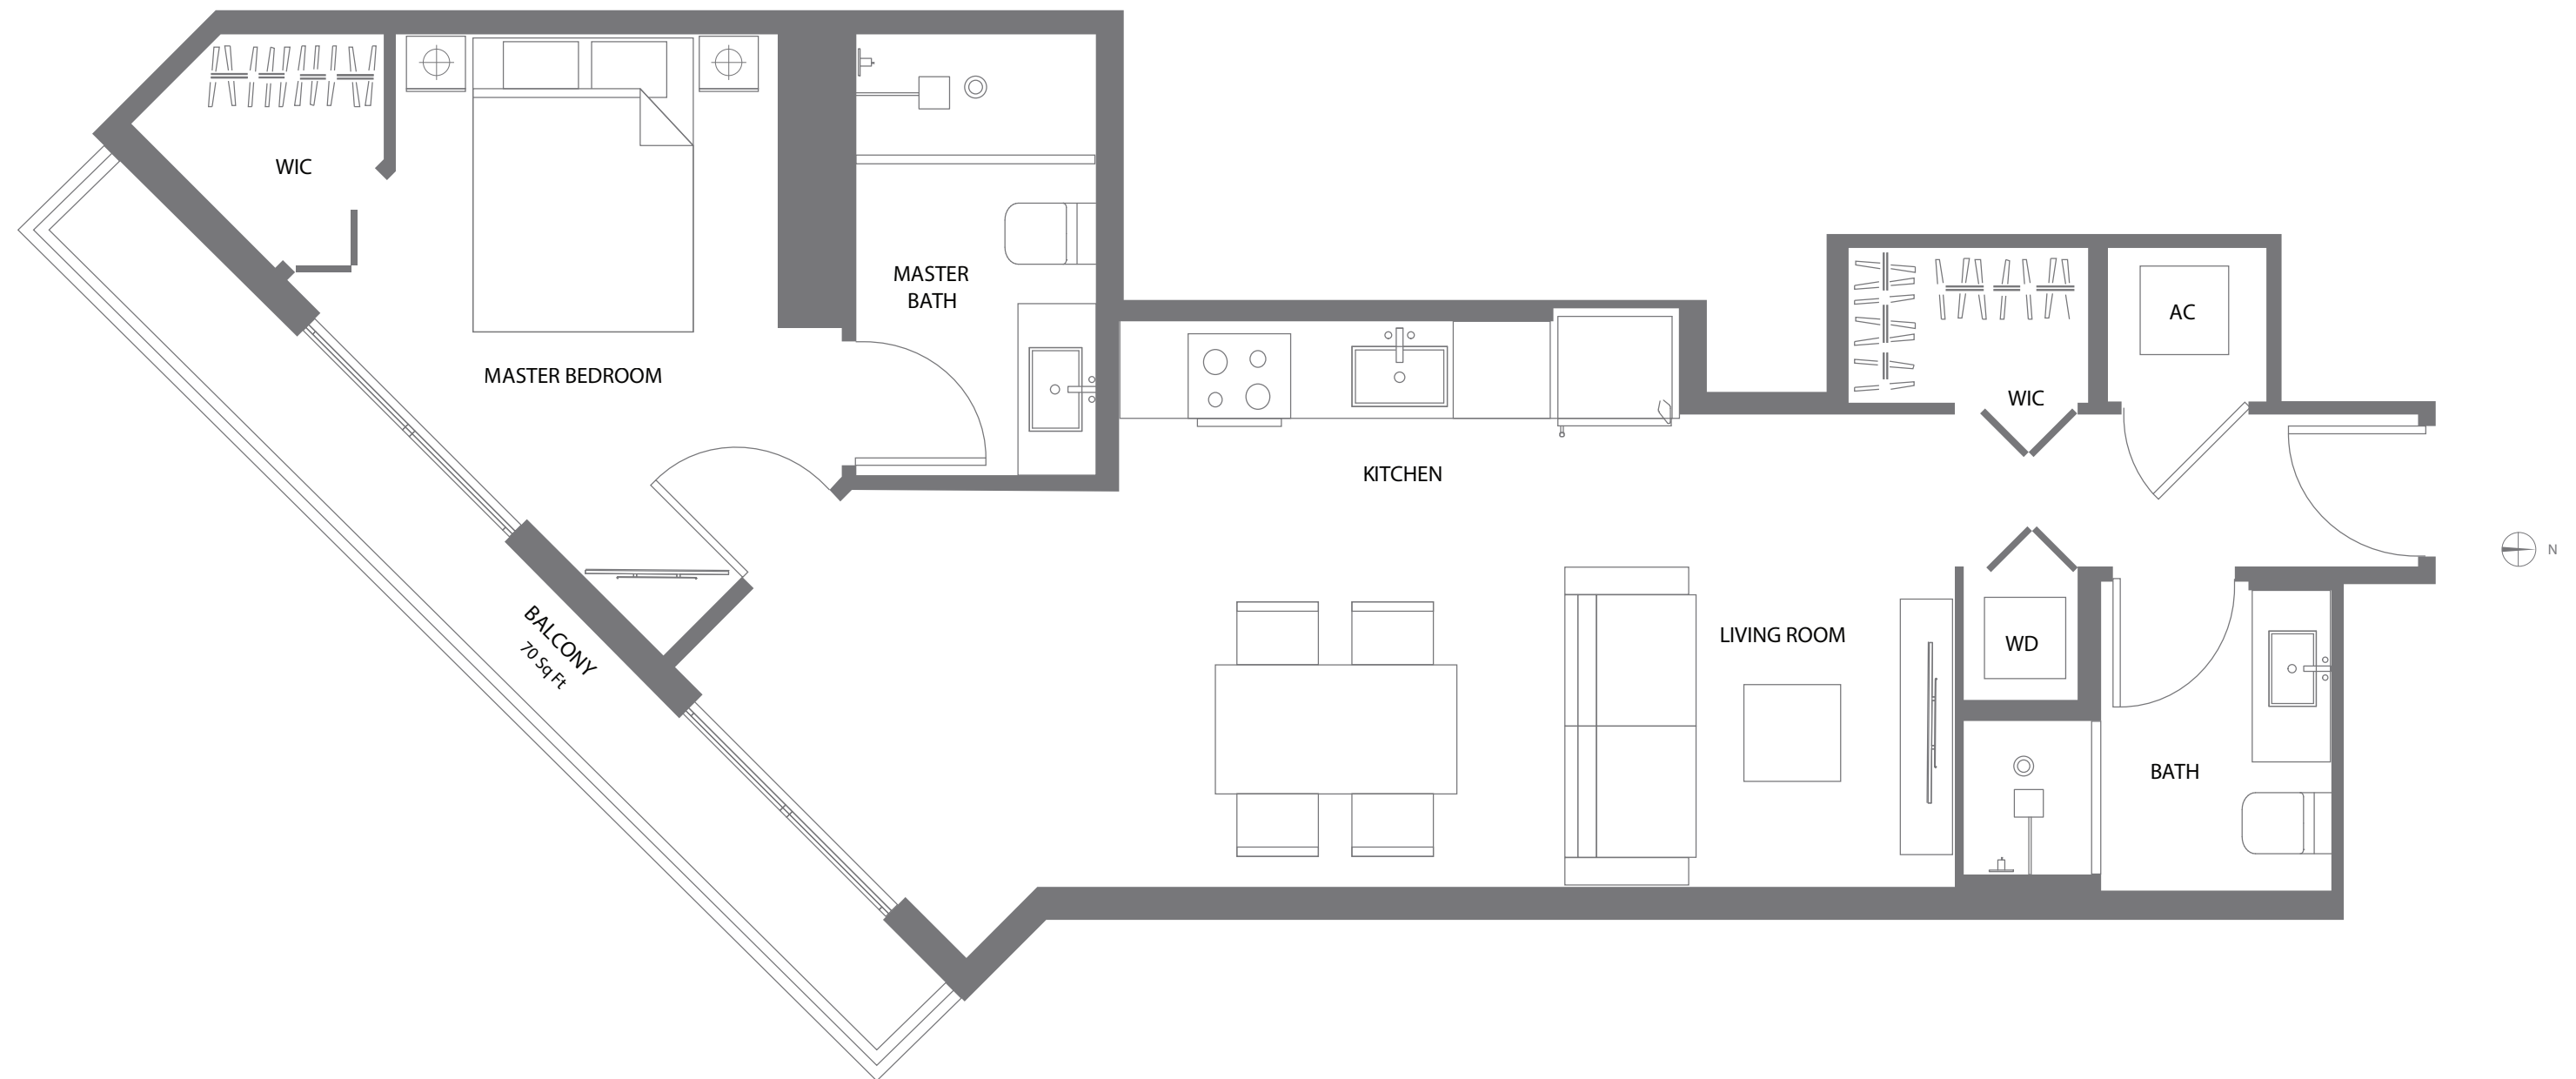 WIC
MASTER
BATH
MASTER BEDROOM
KITCHEN
WIC
AC
N
BALCONY
70 Sq Ft
LIVING ROOM
WD
BATH